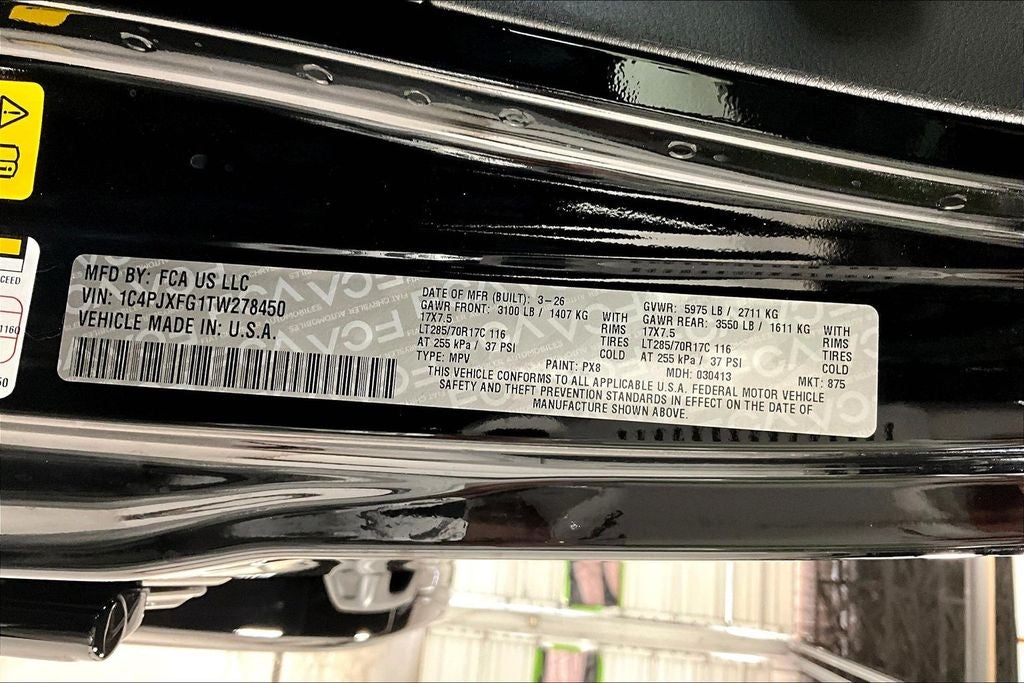 MFD BY: FCA US LLC
VIN: 1C4PJXFG1TW278450
VEHICLE MADE IN: U.S.A.
DATE OF MFR (BUILT): 3-26
GAWR FRONT: 3100 LB / 1407 KG WITH
17X7.5 RIMS
LT285/70R17C 116 TIRES
AT 255 kPa / 37 PSI COLD
TYPE: MPV
PAINT: PX8
GVWR: 5975 LB / 2711 KG
GAWR REAR: 3550 LB / 1611 KG WITH
17X7.5 RIMS
LT285/70R17C 116 TIRES
AT 255 kPa / 37 PSI COLD
MDH: 030413
MKT: 875
THIS VEHICLE CONFORMS TO ALL APPLICABLE U.S.A. FEDERAL MOTOR VEHICLE
SAFETY AND THEFT PREVENTION STANDARDS IN EFFECT ON THE DATE OF
MANUFACTURE SHOWN ABOVE.
CEED
1160
50